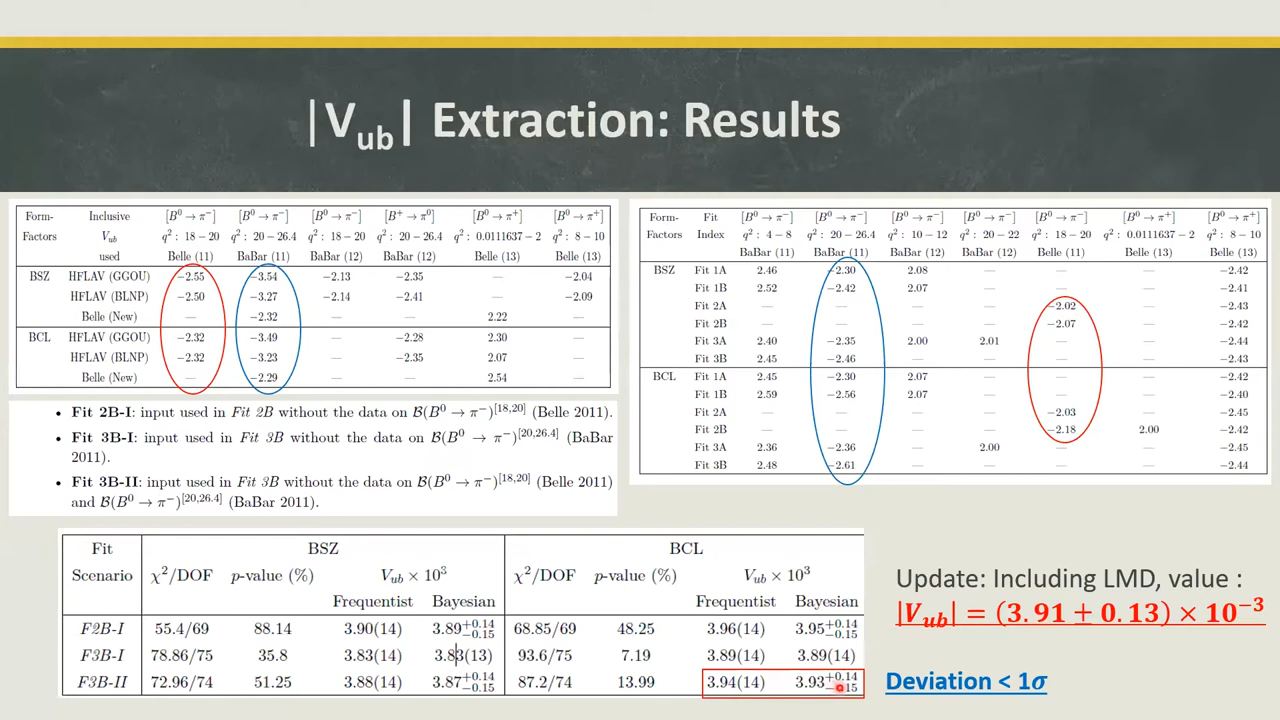 |V_ub| Extraction: Results
Form- Inclusive [B⁰ → π⁻] [B⁰ → π⁻] [B⁰ → π⁻] [B⁺ → π⁰] [B⁰ → π⁺] [B⁰ → π⁺]
Factors V_ub q² : 18−20 q² : 20−26.4 q² : 18−20 q² : 20−26.4 q² : 0.0111637−2 q² : 8−10
used Belle (11) BaBar (11) BaBar (12) BaBar (12) Belle (13) Belle (13)
BSZ HFLAV (GGOU) −2.55 −3.54 −2.13 −2.35 — −2.04
HFLAV (BLNP) −2.50 −3.27 −2.14 −2.41 — −2.09
Belle (New) — −2.32 — — 2.22 —
BCL HFLAV (GGOU) −2.32 −3.49 — −2.28 2.30 —
HFLAV (BLNP) −2.32 −3.23 — −2.35 2.07 —
Belle (New) — −2.29 — — 2.54 —
Form- Fit [B⁰ → π⁻] [B⁰ → π⁻] [B⁰ → π⁻] [B⁰ → π⁻] [B⁰ → π⁻] [B⁰ → π⁺] [B⁰ → π⁺]
Factors Index q² : 4−8 q² : 20−26.4 q² : 10−12 q² : 20−22 q² : 18−20 q² : 0.0111637−2 q² : 8−10
BaBar (11) BaBar (11) BaBar (12) BaBar (12) Belle (11) Belle (13) Belle (13)
BSZ Fit 1A 2.46 −2.30 2.08 — — — −2.42
Fit 1B 2.52 −2.42 2.07 — — — −2.41
Fit 2A — — — — −2.02 — −2.43
Fit 2B — — — — −2.07 — −2.42
Fit 3A 2.40 −2.35 2.00 2.01 — — −2.44
Fit 3B 2.45 −2.46 — — — — −2.43
BCL Fit 1A 2.45 −2.30 2.07 — — — −2.42
Fit 1B 2.59 −2.56 2.07 — — — −2.40
Fit 2A — — — — −2.03 — −2.45
Fit 2B — — — — −2.18 2.00 −2.42
Fit 3A 2.36 −2.36 — 2.00 — — −2.45
Fit 3B 2.48 −2.61 — — — — −2.44
• Fit 2B-I: input used in Fit 2B without the data on B(B⁰ → π⁻)^[18,20] (Belle 2011).
• Fit 3B-I: input used in Fit 3B without the data on B(B⁰ → π⁻)^[20,26.4] (BaBar
2011).
• Fit 3B-II: input used in Fit 3B without the data on B(B⁰ → π⁻)^[18,20] (Belle 2011)
and B(B⁰ → π⁻)^[20,26.4] (BaBar 2011).
Fit BSZ BCL
Scenario χ²/DOF p-value (%) V_ub × 10³ χ²/DOF p-value (%) V_ub × 10³
Frequentist Bayesian Frequentist Bayesian
F2B-I 55.4/69 88.14 3.90(14) 3.89^{+0.14}_{−0.15} 68.85/69 48.25 3.96(14) 3.95^{+0.14}_{−0.15}
F3B-I 78.86/75 35.8 3.83(14) 3.83(13) 93.6/75 7.19 3.89(14) 3.89(14)
F3B-II 72.96/74 51.25 3.88(14) 3.87^{+0.14}_{−0.15} 87.2/74 13.99 3.94(14) 3.93^{+0.14}_{−0.15}
Update: Including LMD, value :
|V_ub| = (3.91 ± 0.13) × 10⁻³
Deviation < 1σ